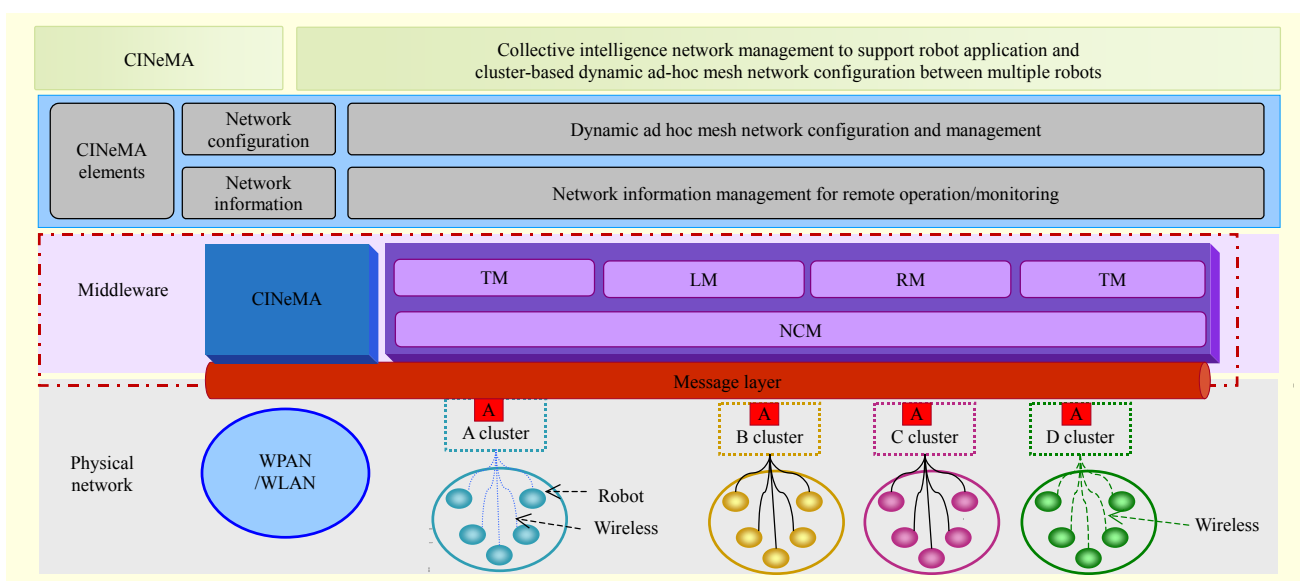 CINeMA
Collective intelligence network management to support robot application and
cluster-based dynamic ad-hoc mesh network configuration between multiple robots
CINeMA
elements
Network
configuration
Dynamic ad hoc mesh network configuration and management
Network
information
Network information management for remote operation/monitoring
Middleware
CINeMA
TM
LM
RM
TM
NCM
Message layer
Physical
network
WPAN
/WLAN
A
A cluster
A
B cluster
A
C cluster
A
D cluster
Robot
Wireless
Wireless